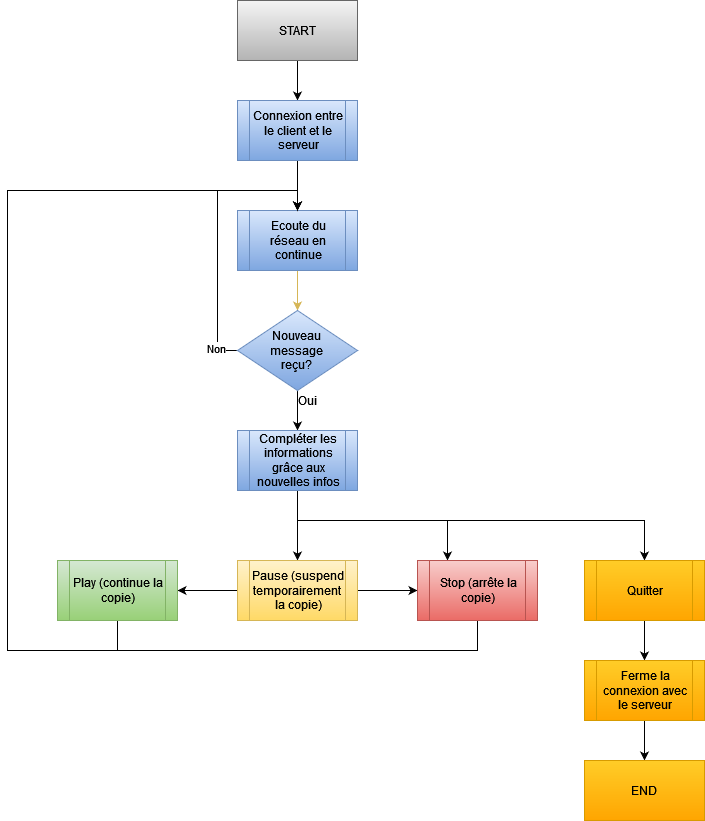 START
Connexion entre
le client et le
serveur
Ecoute du
réseau en
continue
Nouveau
message
reçu?
Non
Oui
Compléter les
informations
grâce aux
nouvelles infos
Play (continue la
copie)
Pause (suspend
temporairement
la copie)
Stop (arrête la
copie)
Quitter
Ferme la
connexion avec
le serveur
END